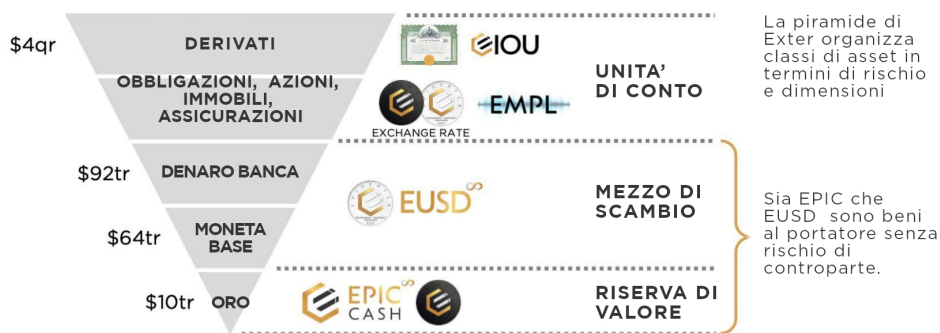 $4qr
DERIVATI
OBBLIGAZIONI, AZIONI,
IMMOBILI,
ASSICURAZIONI
$92tr
DENARO BANCA
$64tr
MONETA
BASE
$10tr
ORO
IOU
EXCHANGE RATE
EMPL
UNITA'
DI CONTO
EUSD∞
MEZZO DI
SCAMBIO
EPIC∞
CASH
RISERVA DI
VALORE
La piramide di
Exter organizza
classi di asset in
termini di rischio
e dimensioni
Sia EPIC che
EUSD sono beni
al portatore senza
rischio di
controparte.